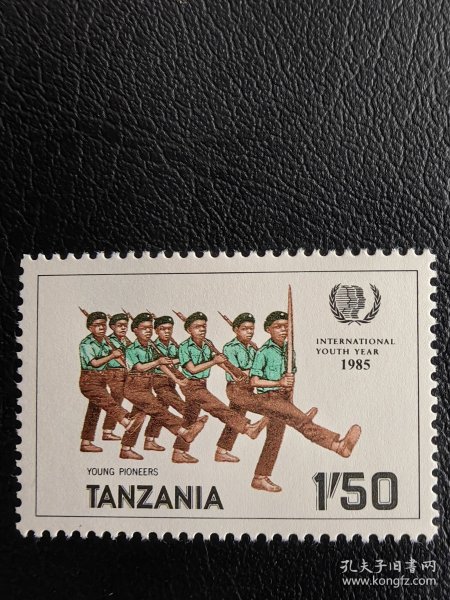 INTERNATIONAL
YOUTH YEAR
1985
YOUNG PIONEERS
TANZANIA
1/50
孔夫子旧书网
www.kongfz.com